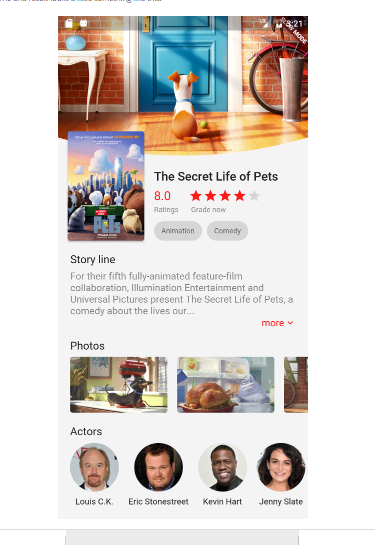 3:21
The Secret Life of Pets
8.0
Ratings Grade now
Animation Comedy
Story line
For their fifth fully-animated feature-film
collaboration, Illumination Entertainment and
Universal Pictures present The Secret Life of Pets, a
comedy about the lives our...
more
Photos
Actors
Louis C.K. Eric Stonestreet Kevin Hart Jenny Slate